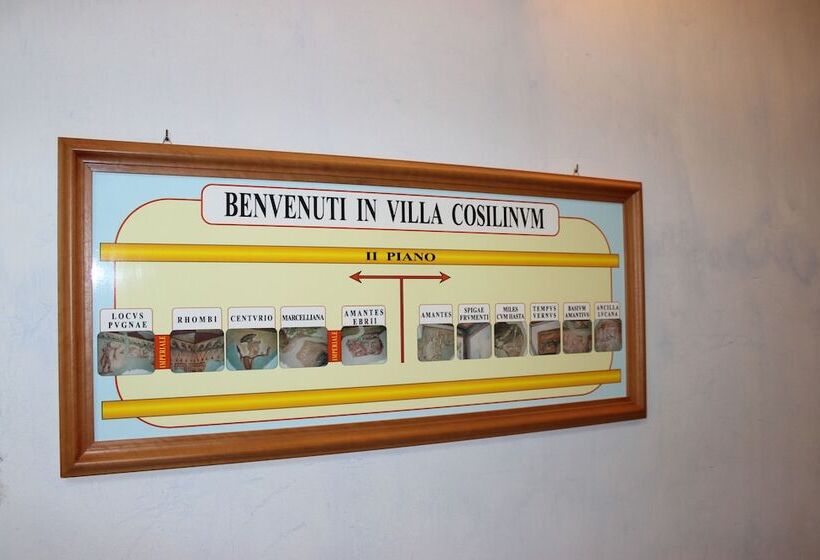 BENVENUTI IN VILLA COSILINVM
II PIANO
LOCVS
PVGNAE
IMPERIALE
RHOMBI
CENTVRIO
MARCELLIANA
IMPERIALE
AMANTES
EBRII
AMANTES
SPIGAE
FRVMENTI
MILES
CVM HASTA
TEMPVS
VERNVS
BASIVM
AMANTIVM
ANCILLA
LVCANA